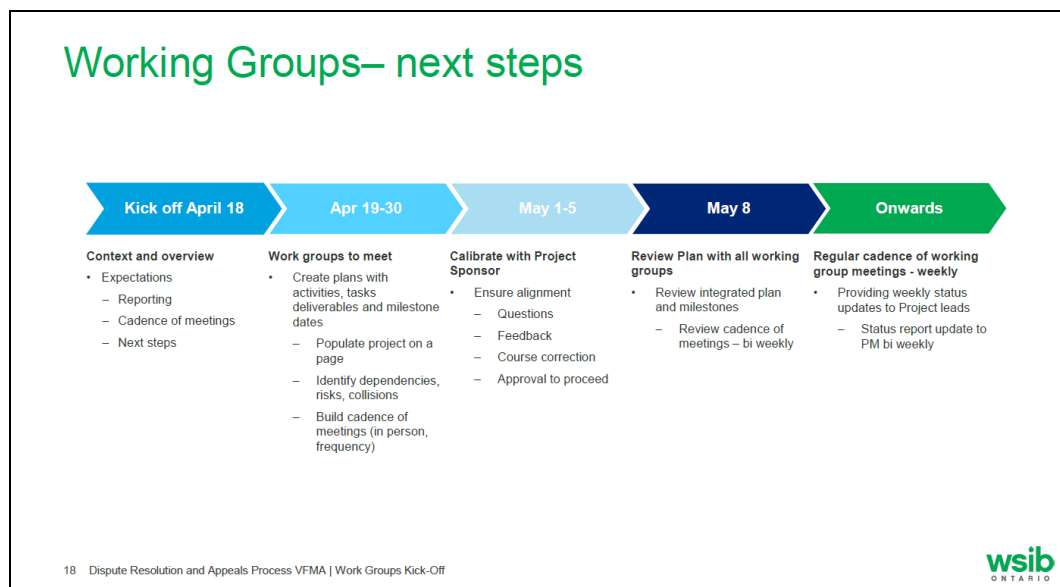 Working Groups– next steps
Kick off April 18
Apr 19-30
May 1-5
May 8
Onwards
Context and overview
• Expectations
– Reporting
– Cadence of meetings
– Next steps
Work groups to meet
• Create plans with
activities, tasks
deliverables and milestone
dates
– Populate project on a
page
– Identify dependencies,
risks, collisions
– Build cadence of
meetings (in person,
frequency)
Calibrate with Project
Sponsor
• Ensure alignment
– Questions
– Feedback
– Course correction
– Approval to proceed
Review Plan with all working
groups
• Review integrated plan
and milestones
– Review cadence of
meetings – bi weekly
Regular cadence of working
group meetings - weekly
• Providing weekly status
updates to Project leads
– Status report update to
PM bi weekly
18 Dispute Resolution and Appeals Process VFMA | Work Groups Kick-Off
wsib
ONTARIO